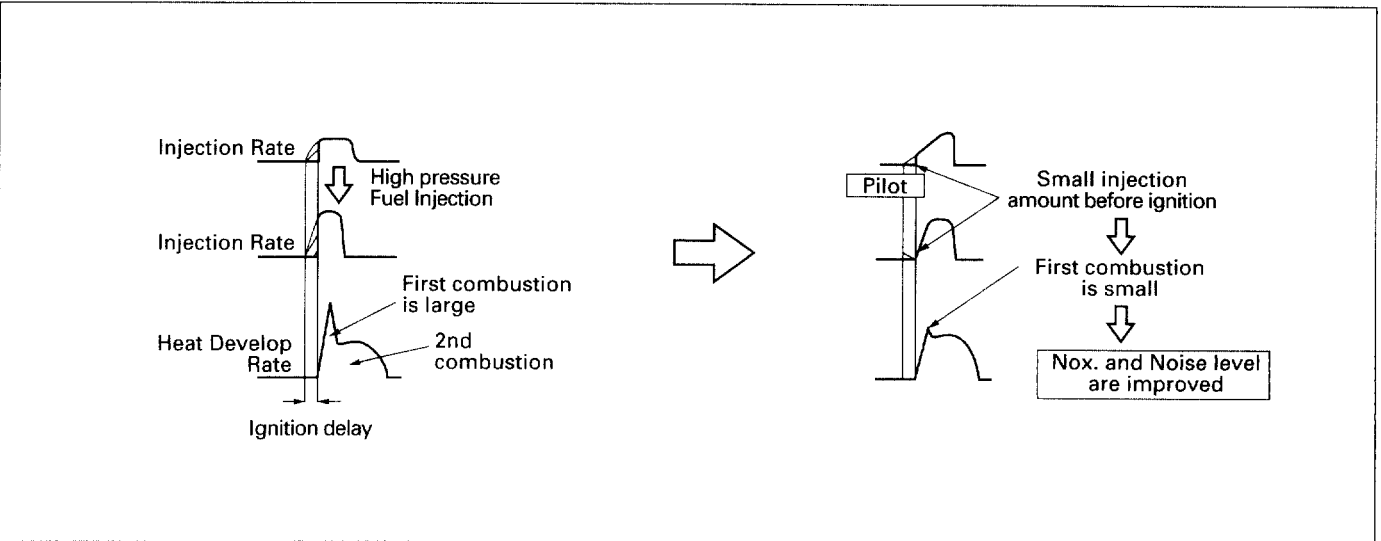 Injection Rate
High pressure
Fuel Injection
Injection Rate
First combustion
is large
Heat Develop
Rate
2nd
combustion
Ignition delay
Pilot
Small injection
amount before ignition
First combustion
is small
Nox. and Noise level
are improved